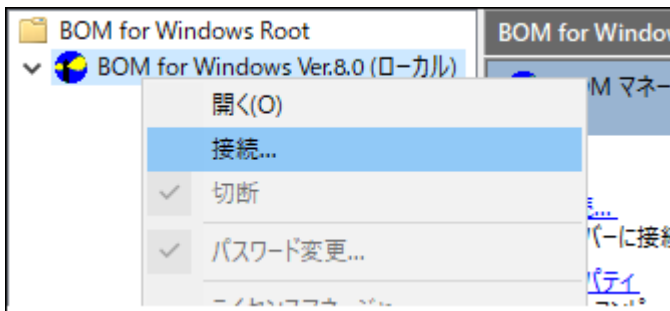 BOM for Windows Root
BOM for Windows Ver.8.0 (ローカル)
開く(O)
接続...
切断
パスワード変更...
BOM for Window
M マネー
...
バーに接続
パティ